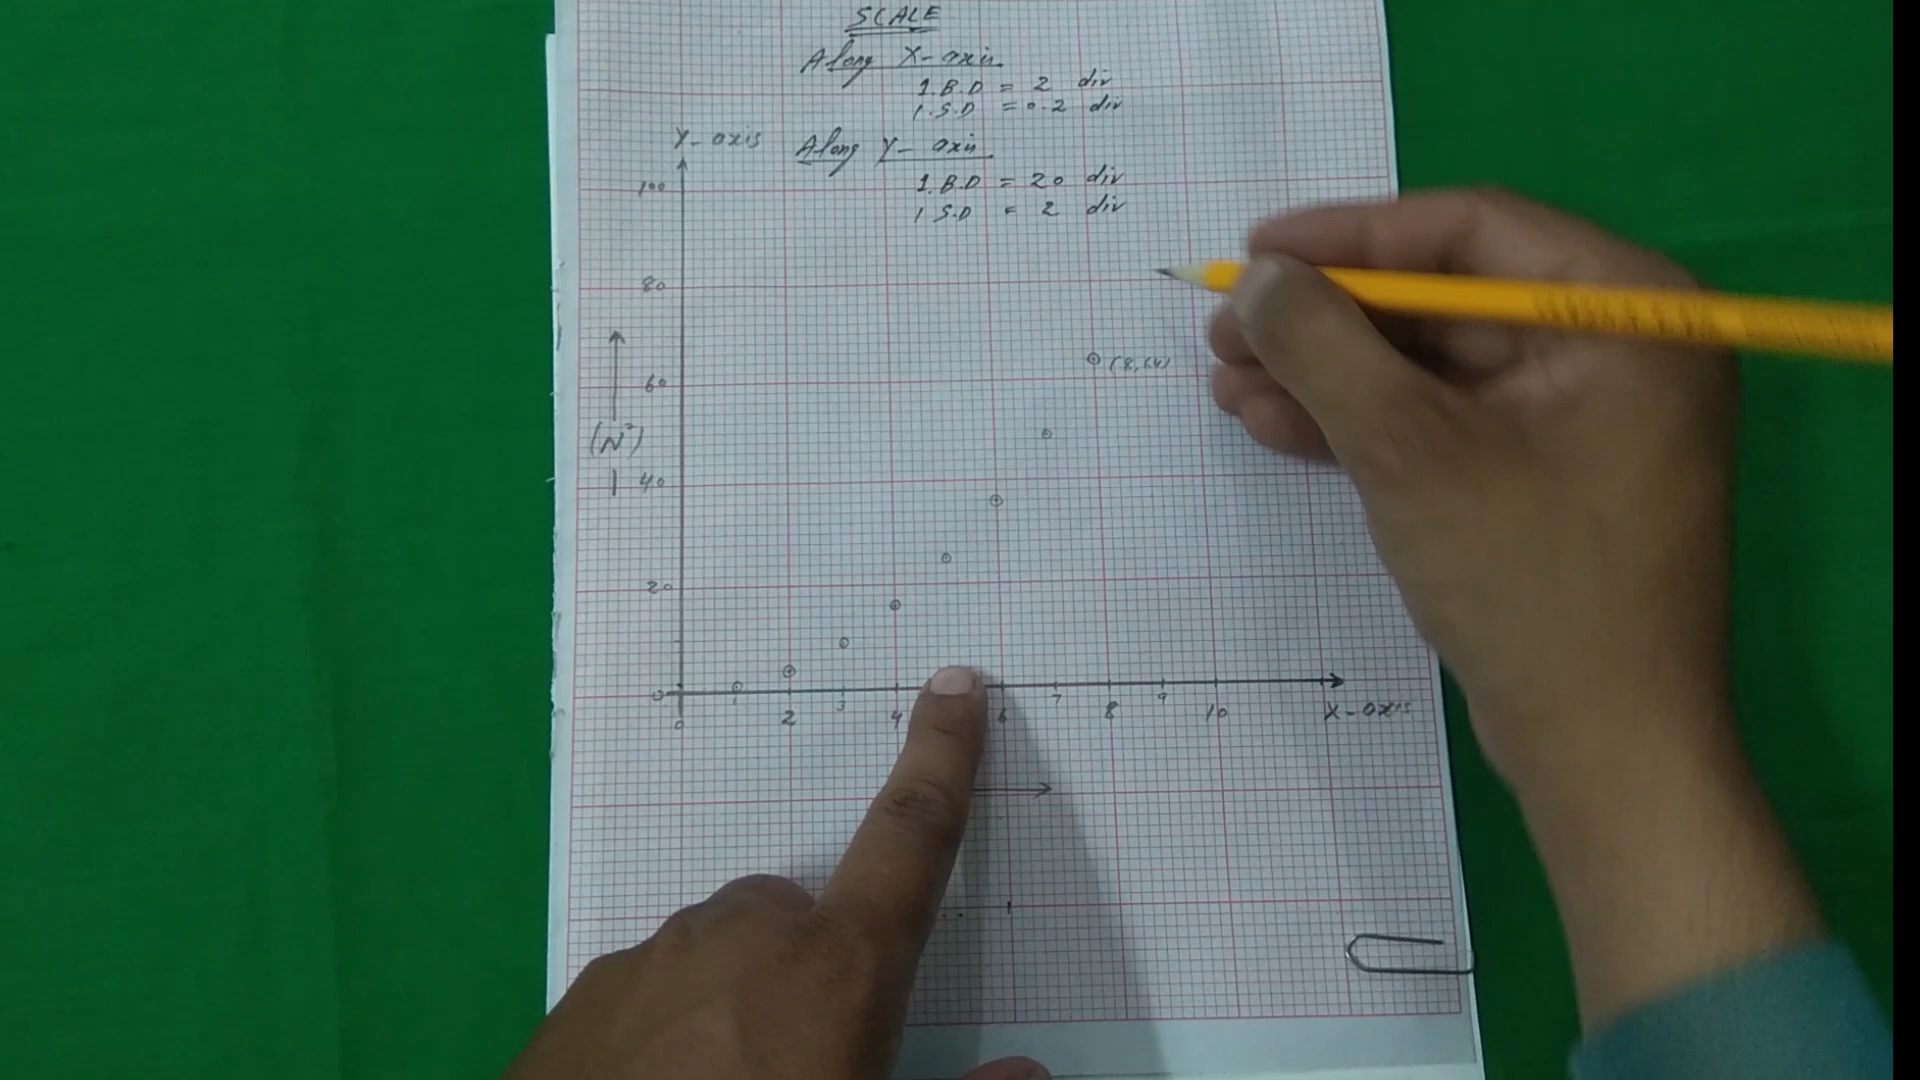 SCALE
Along X-axis
1.B.D = 2 div
1.S.D = 0.2 div
Y-axis
Along Y-axis
1.B.D = 20 div
1 S.D = 2 div
100
80
60
(8,64)
(N²)
40
20
0
0
1
2
3
4
6
7
8
9
10
X-axis